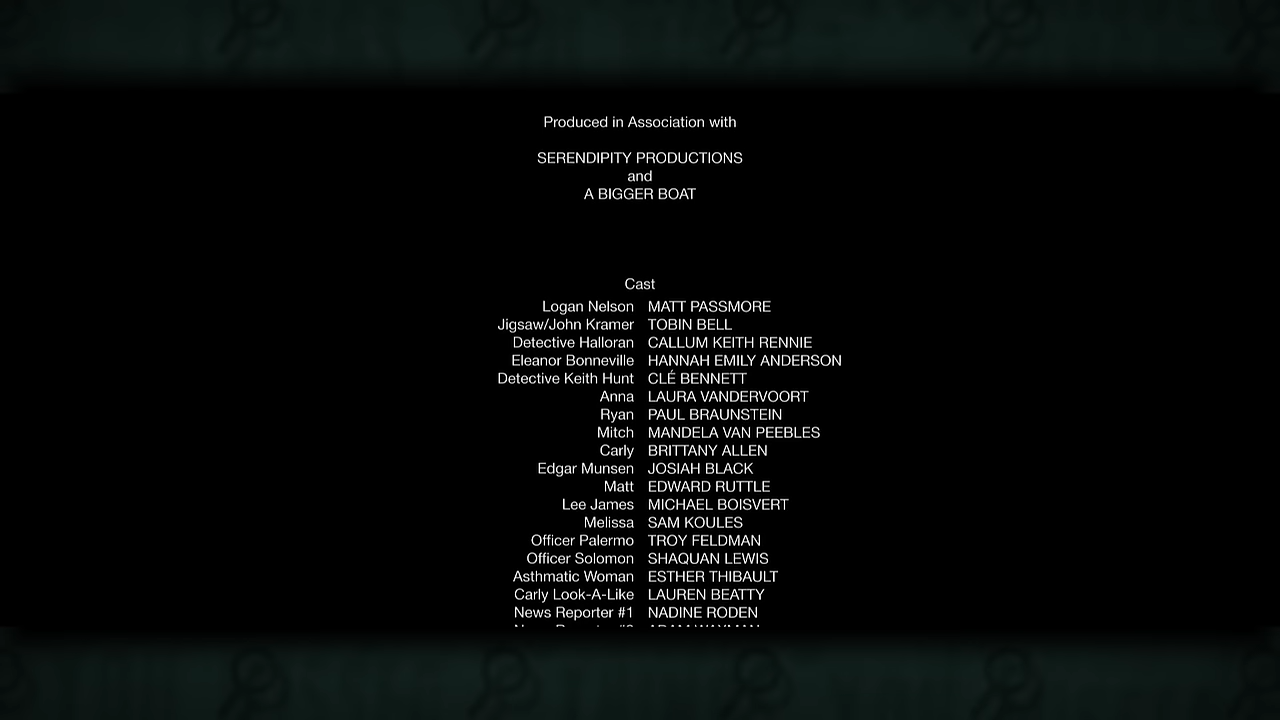 Produced in Association with
SERENDIPITY PRODUCTIONS
and
A BIGGER BOAT
Cast
Logan Nelson MATT PASSMORE
Jigsaw/John Kramer TOBIN BELL
Detective Halloran CALLUM KEITH RENNIE
Eleanor Bonneville HANNAH EMILY ANDERSON
Detective Keith Hunt CLÉ BENNETT
Anna LAURA VANDERVOORT
Ryan PAUL BRAUNSTEIN
Mitch MANDELA VAN PEEBLES
Carly BRITTANY ALLEN
Edgar Munsen JOSIAH BLACK
Matt EDWARD RUTTLE
Lee James MICHAEL BOISVERT
Melissa SAM KOULES
Officer Palermo TROY FELDMAN
Officer Solomon SHAQUAN LEWIS
Asthmatic Woman ESTHER THIBAULT
Carly Look-A-Like LAUREN BEATTY
News Reporter #1 NADINE RODEN